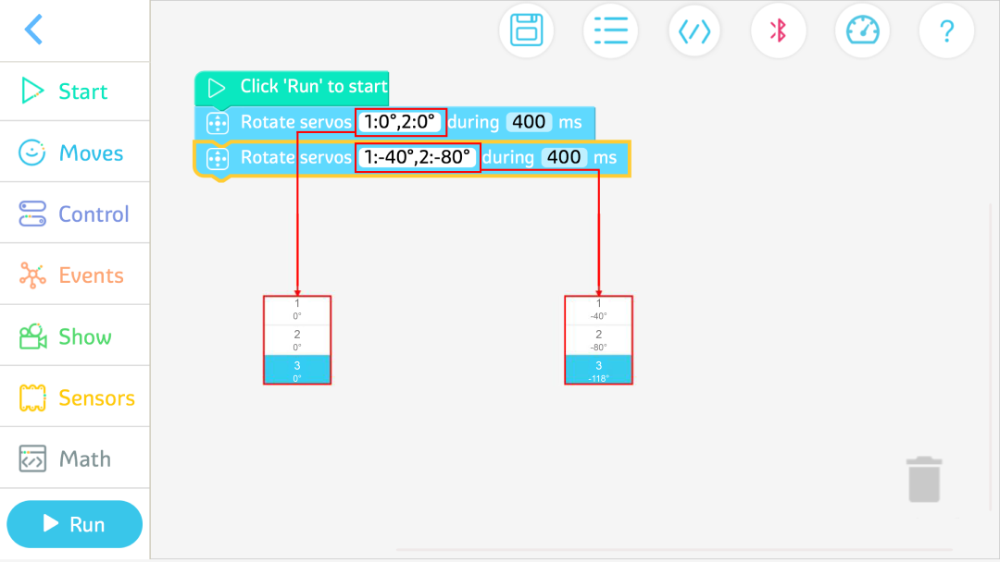 Start
Moves
Control
Events
Show
Sensors
Math
Run
?
Click 'Run' to start
Rotate servos 1:0°,2:0° during 400 ms
Rotate servos 1:-40°,2:-80° during 400 ms
1
0°
2
0°
3
0°
1
-40°
2
-80°
3
-118°